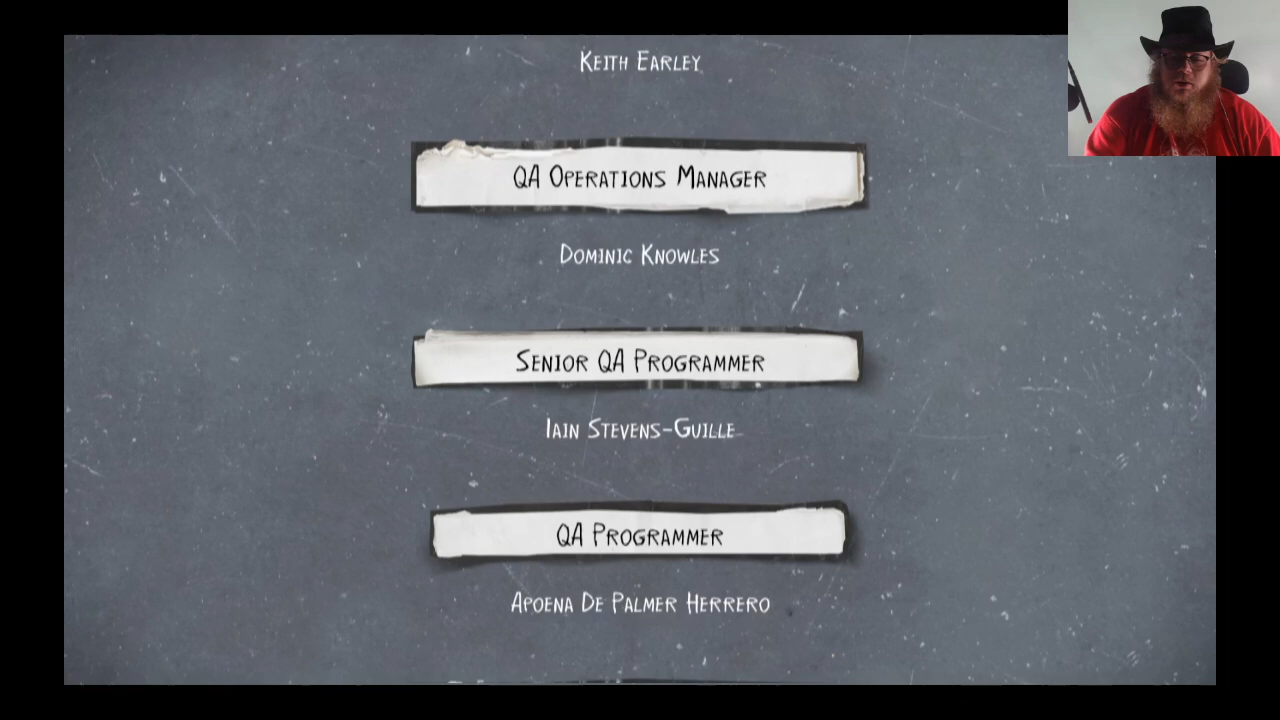 Keith Earley
QA Operations Manager
Dominic Knowles
Senior QA Programmer
Iain Stevens-Guille
QA Programmer
Apoena De Palmer Herrero